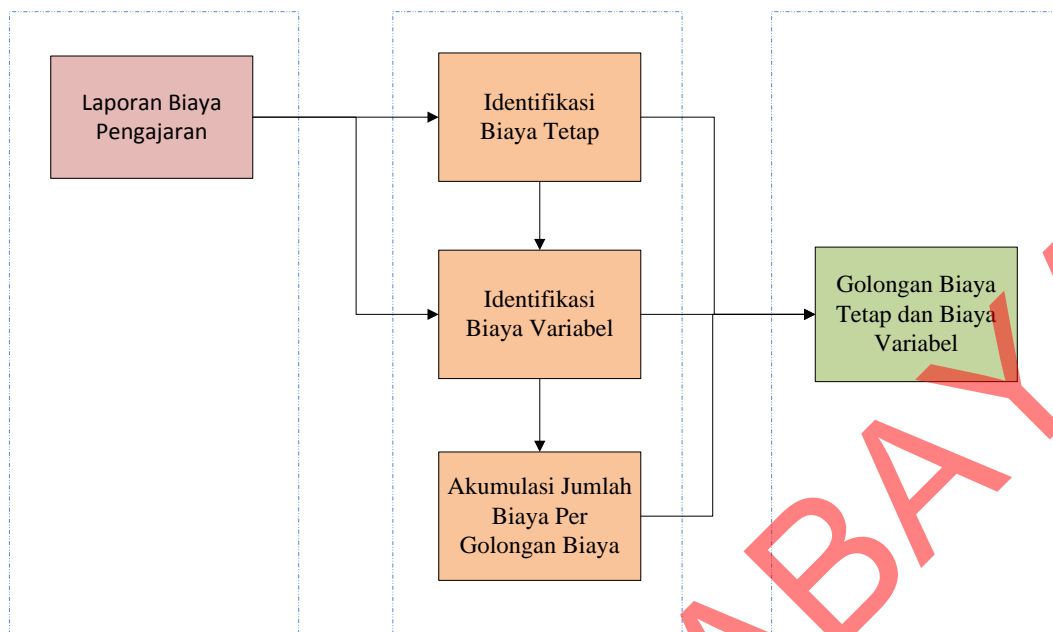 Laporan Biaya
Pengajaran
Identifikasi
Biaya Tetap
Identifikasi
Biaya Variabel
Akumulasi Jumlah
Biaya Per
Golongan Biaya
Golongan Biaya
Tetap dan Biaya
Variabel
ABAY